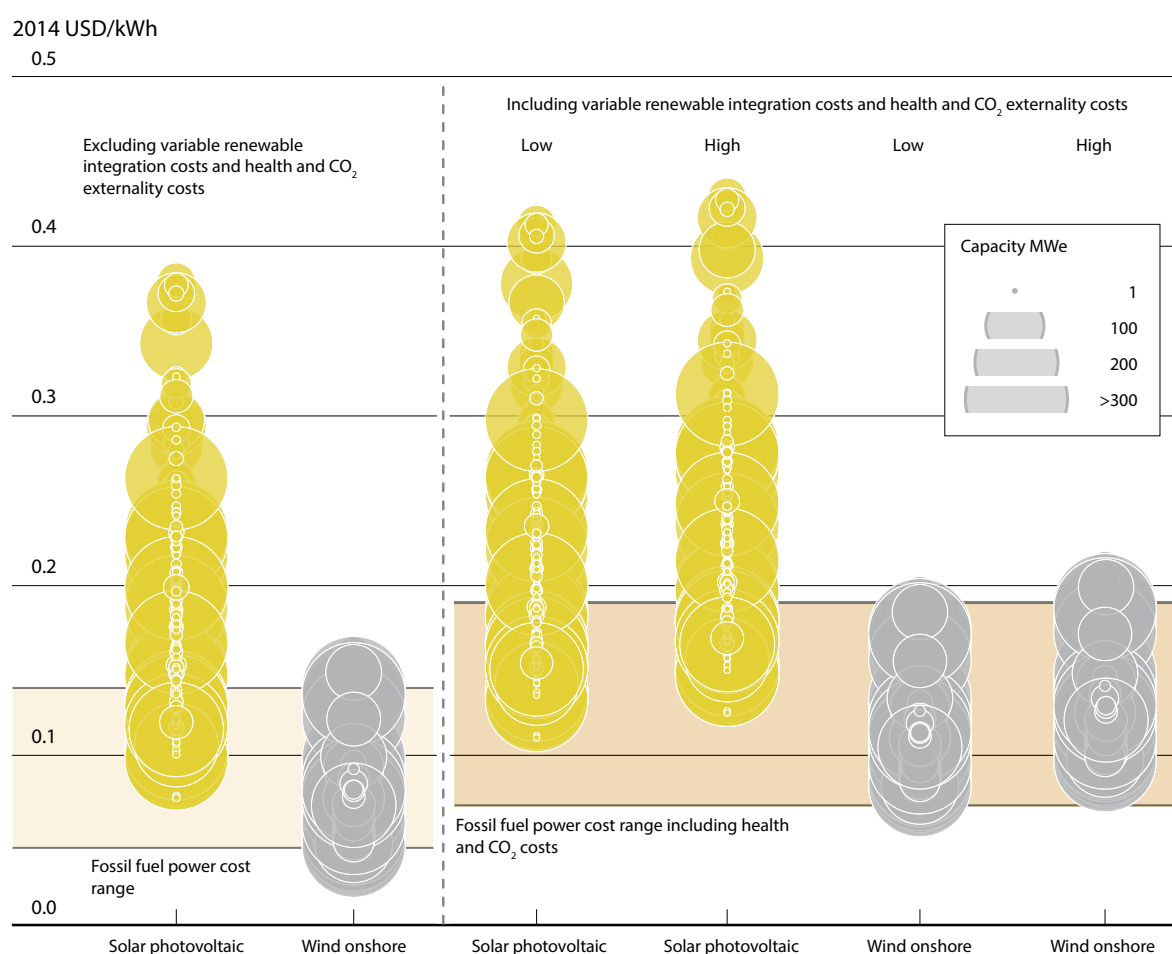 2014 USD/kWh
0.5
Including variable renewable integration costs and health and CO₂ externality costs
Excluding variable renewable
integration costs and health and CO₂
externality costs
Low
High
Low
High
0.4
Capacity MWe
1
100
200
>300
0.3
0.2
0.1
Fossil fuel power cost range including health
and CO₂ costs
Fossil fuel power cost
range
0.0
Solar photovoltaic
Wind onshore
Solar photovoltaic
Solar photovoltaic
Wind onshore
Wind onshore